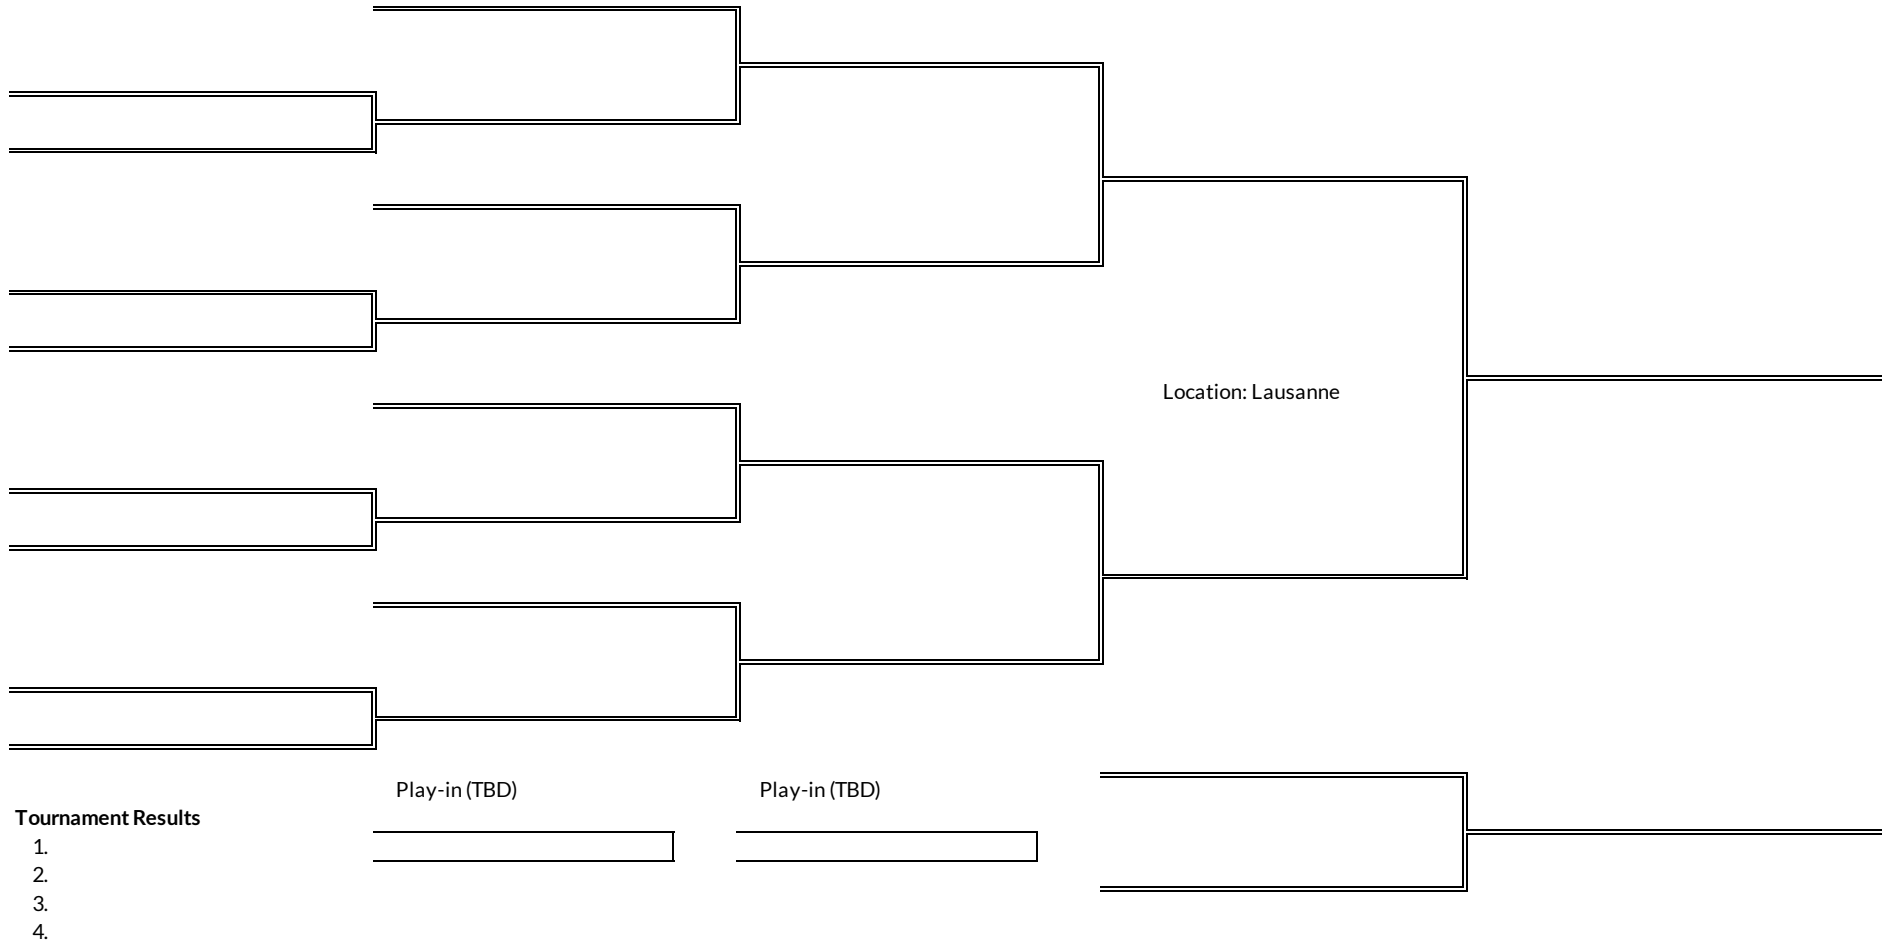 Location: Lausanne
Play-in (TBD)
Play-in (TBD)
Tournament Results
1.
2.
3.
4.